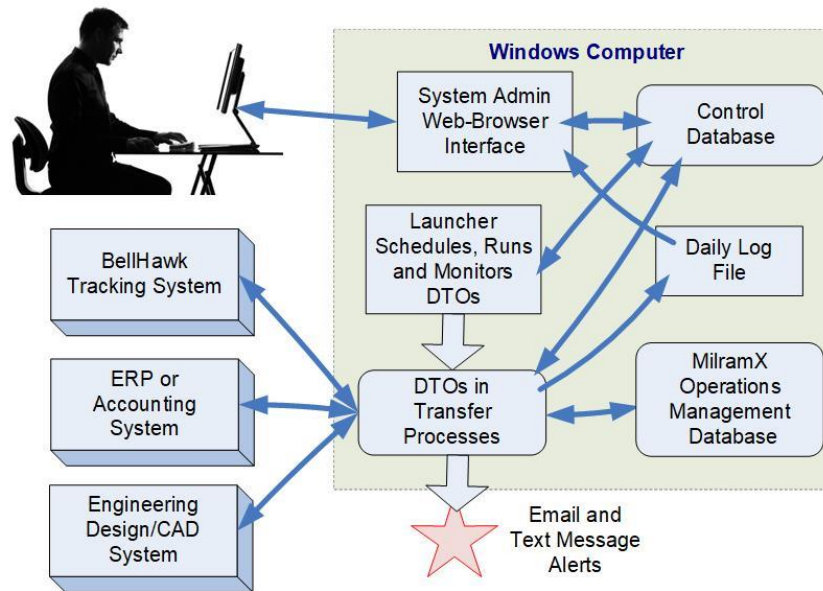 Windows Computer
System Admin
Web-Browser
Interface
Control
Database
Launcher
Schedules, Runs
and Monitors
DTOs
Daily Log
File
BellHawk
Tracking System
ERP or
Accounting
System
DTOs in
Transfer
Processes
MilramX
Operations
Management
Database
Engineering
Design/CAD
System
Email and
Text Message
Alerts